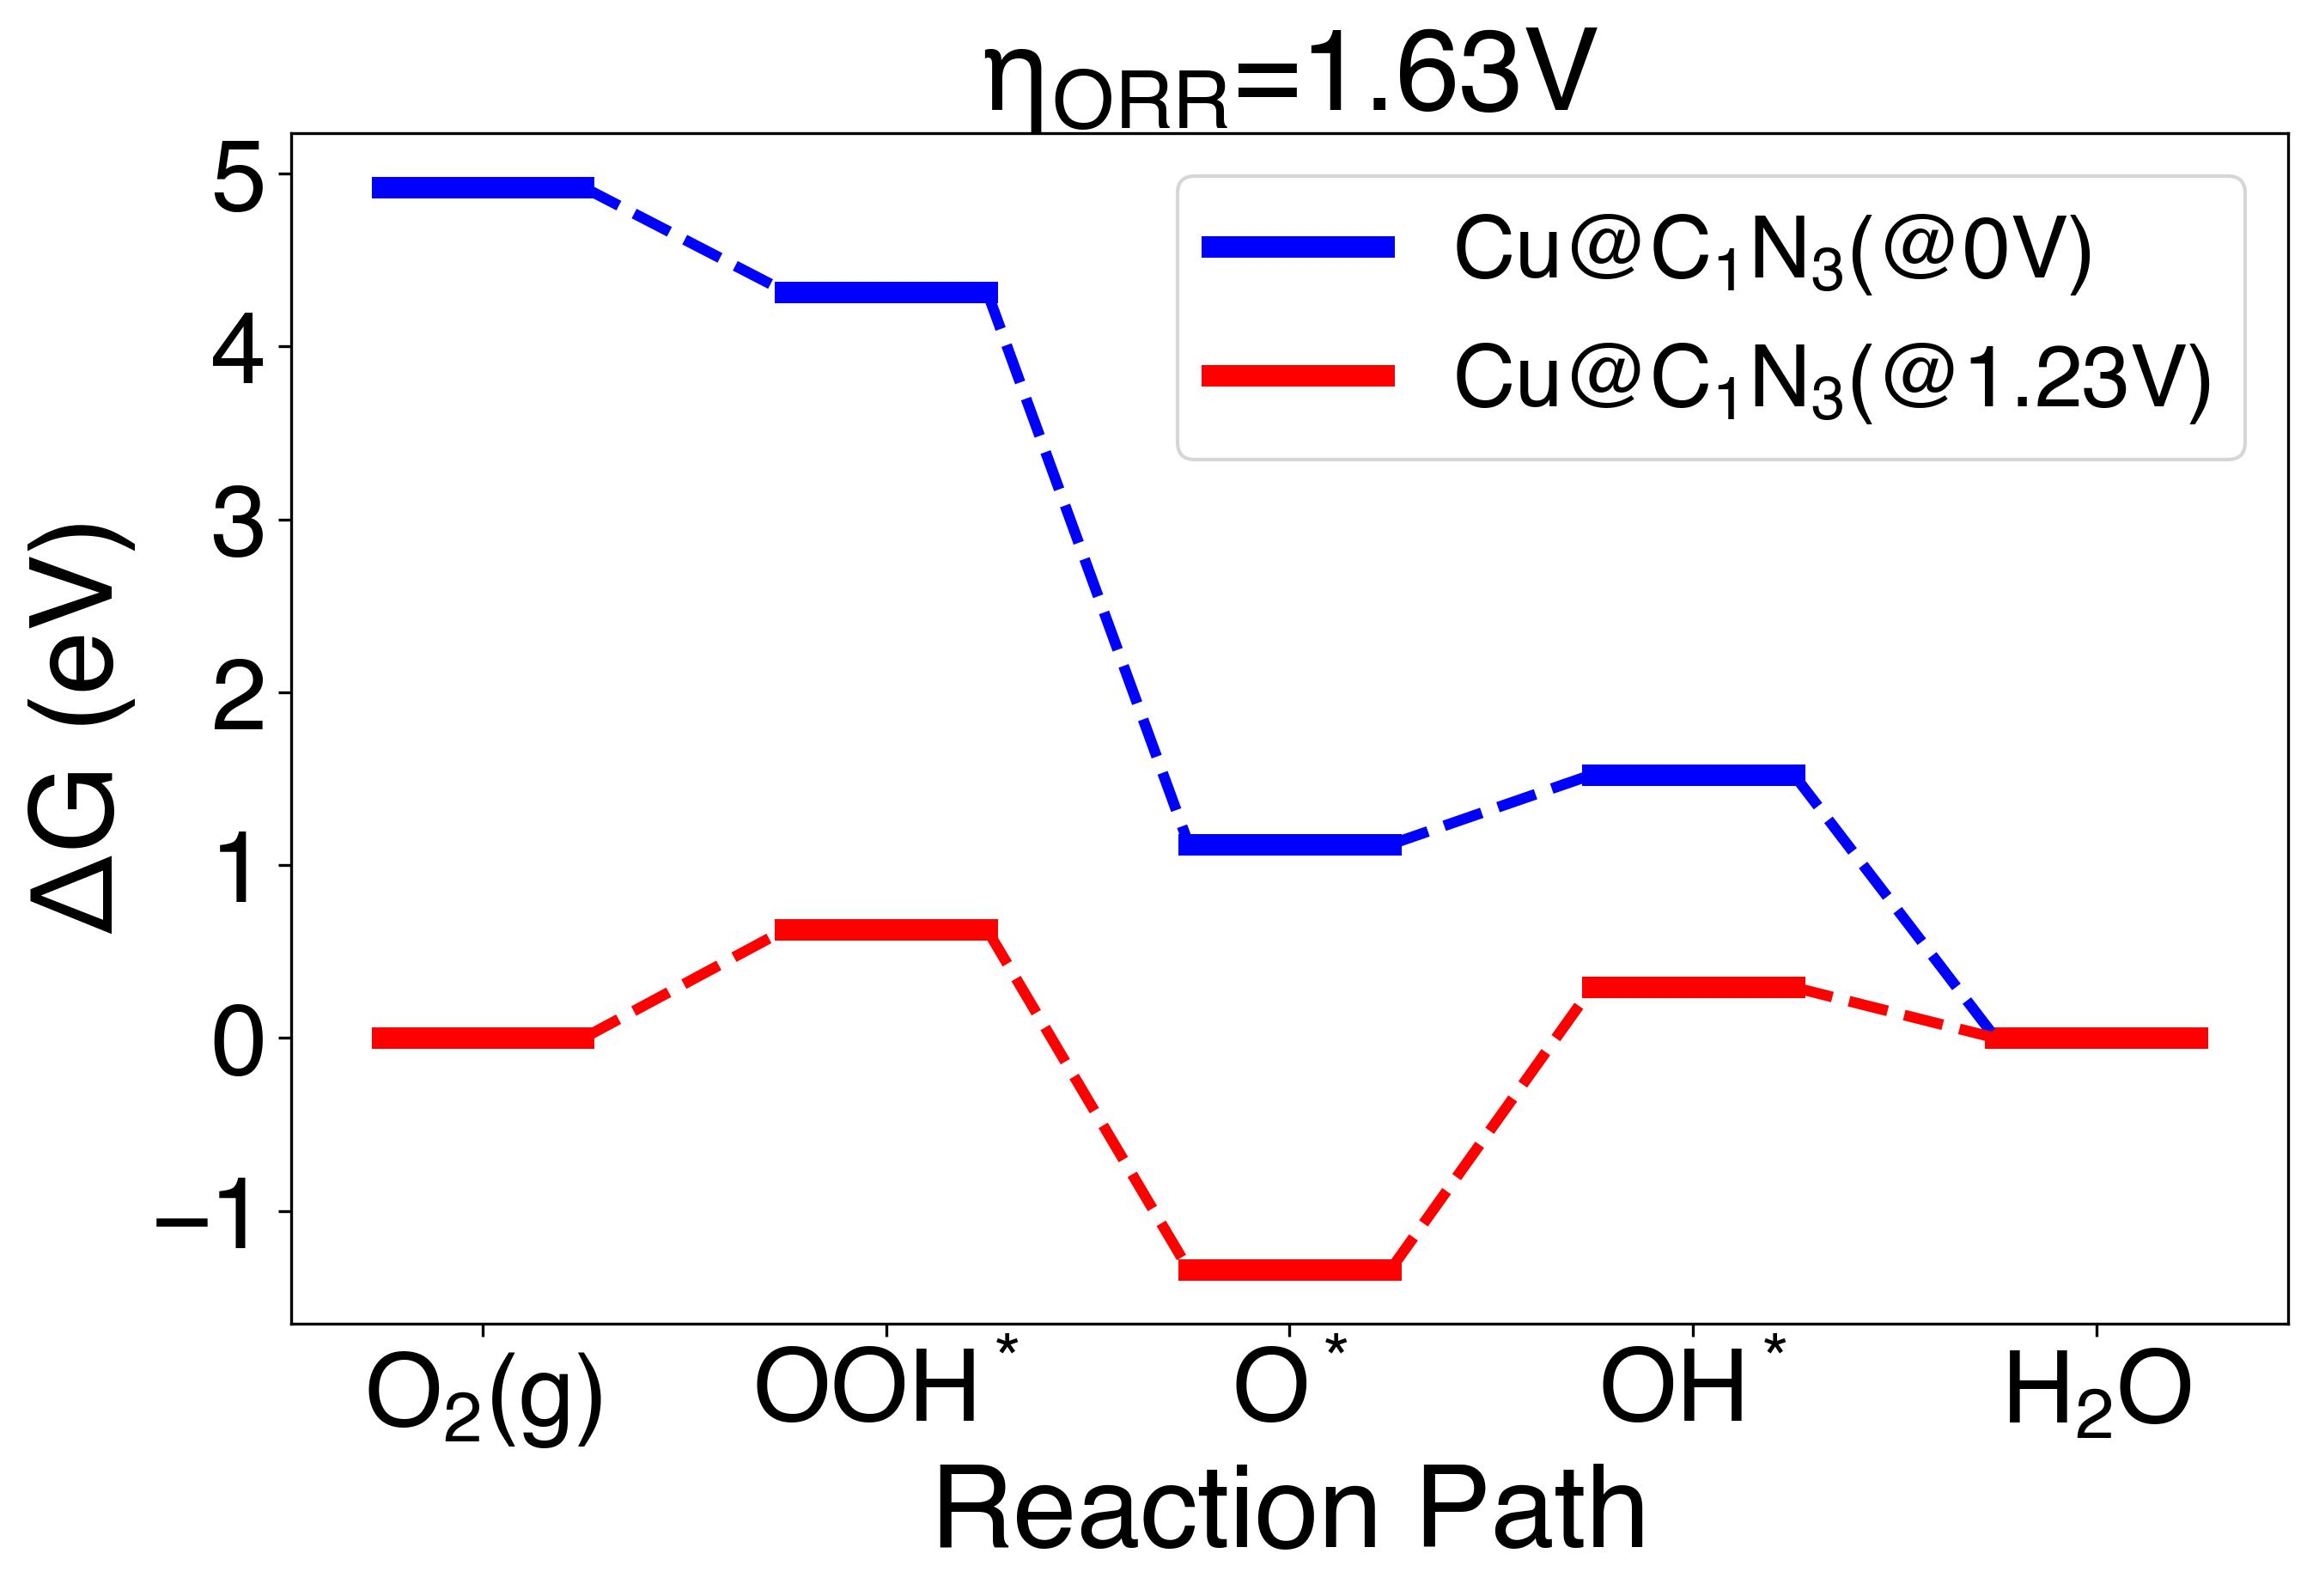 η_ORR=1.63V
5
4
3
2
1
0
−1
ΔG (eV)
Cu@C₁N₃(@0V)
Cu@C₁N₃(@1.23V)
O₂(g) OOH* O* OH* H₂O
Reaction Path